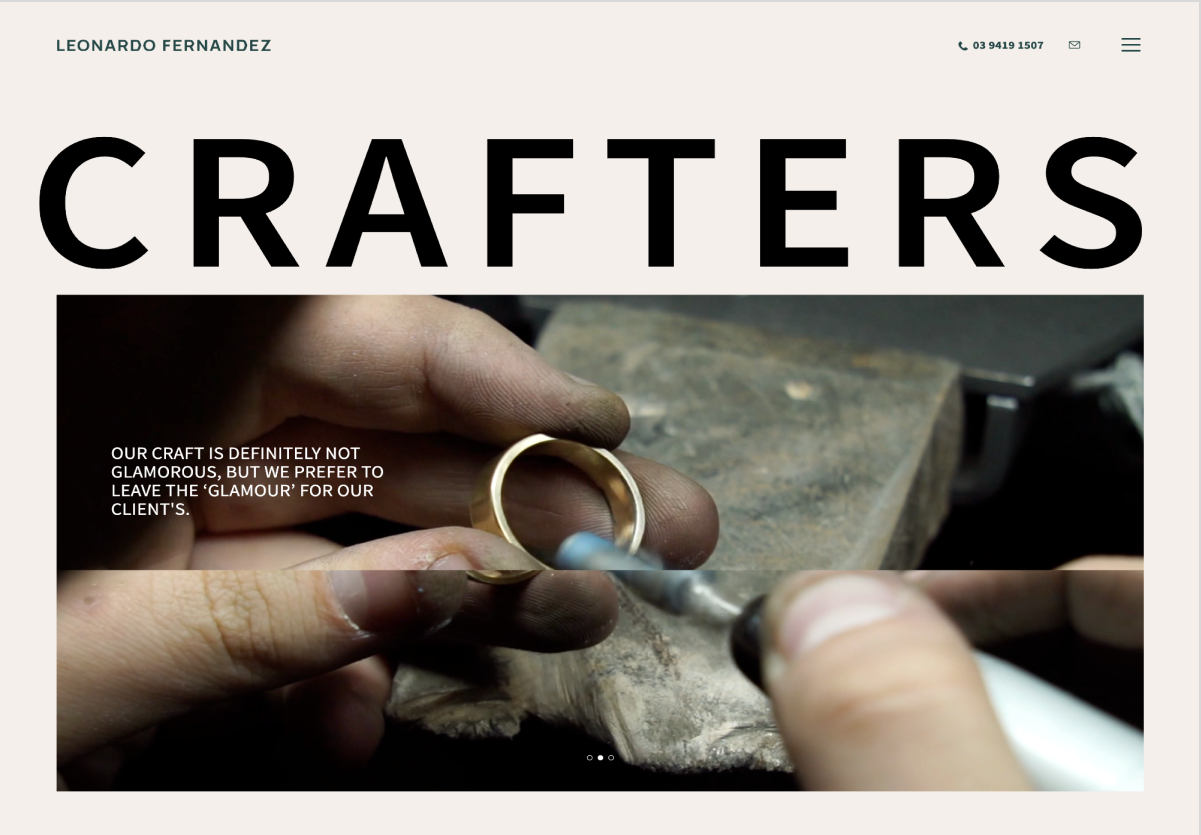 LEONARDO FERNANDEZ
03 9419 1507
CRAFTERS
OUR CRAFT IS DEFINITELY NOT
GLAMOROUS, BUT WE PREFER TO
LEAVE THE ‘GLAMOUR’ FOR OUR
CLIENT'S.